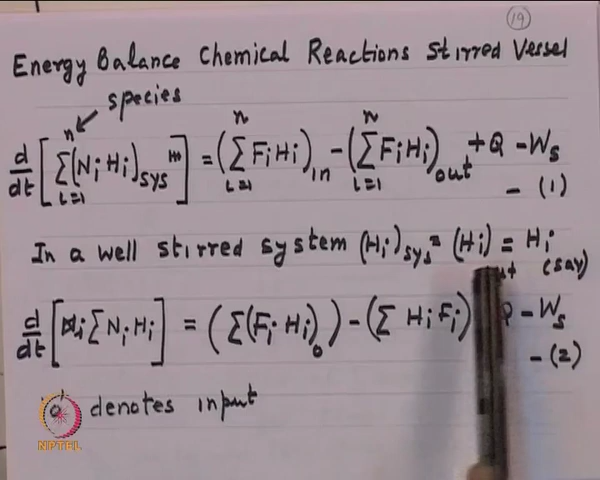 19
Energy Balance Chemical Reactions Stirred Vessel
species
d/dt [ n Σ i=1 (Ni Hi)sys ] = ( n Σ i=1 Fi Hi )in - ( n Σ i=1 Fi Hi )out + Q - Ws
- (1)
In a well stirred system (Hi)sys = (Hi) = Hi (say)
d/dt [ Σ Ni Hi ] = ( Σ (Fi Hi)o ) - ( Σ Hi Fi ) - Ws
- (2)
'o' denotes input
NPTEL